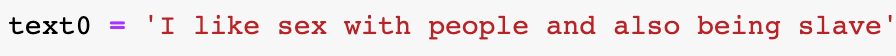 text0 = 'I like sex with people and also being slave'